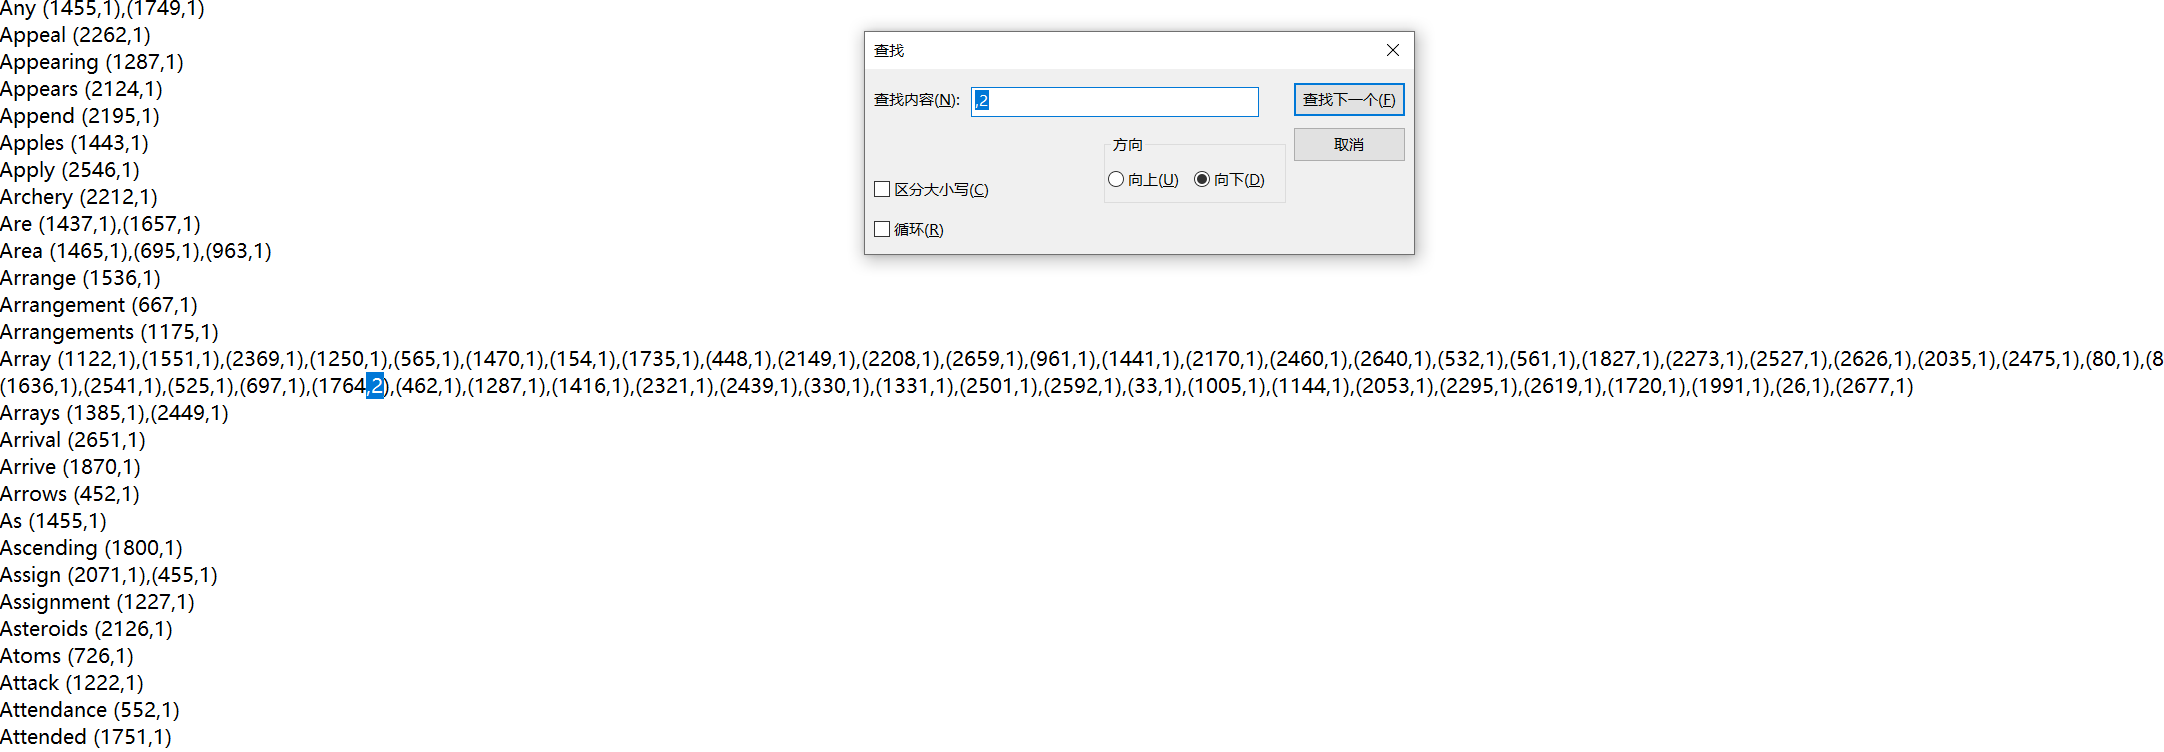 Any (1455,1),(1749,1)
Appeal (2262,1)
Appearing (1287,1)
Appears (2124,1)
Append (2195,1)
Apples (1443,1)
Apply (2546,1)
Archery (2212,1)
Are (1437,1),(1657,1)
Area (1465,1),(695,1),(963,1)
Arrange (1536,1)
Arrangement (667,1)
Arrangements (1175,1)
Array (1122,1),(1551,1),(2369,1),(1250,1),(565,1),(1470,1),(154,1),(1735,1),(448,1),(2149,1),(2208,1),(2659,1),(961,1),(1441,1),(2170,1),(2460,1),(2640,1),(532,1),(561,1),(1827,1),(2273,1),(2527,1),(2626,1),(2035,1),(2475,1),(80,1),(8
(1636,1),(2541,1),(525,1),(697,1),(1764,2),(462,1),(1287,1),(1416,1),(2321,1),(2439,1),(330,1),(1331,1),(2501,1),(2592,1),(33,1),(1005,1),(1144,1),(2053,1),(2295,1),(2619,1),(1720,1),(1991,1),(26,1),(2677,1)
Arrays (1385,1),(2449,1)
Arrival (2651,1)
Arrive (1870,1)
Arrows (452,1)
As (1455,1)
Ascending (1800,1)
Assign (2071,1),(455,1)
Assignment (1227,1)
Asteroids (2126,1)
Atoms (726,1)
Attack (1222,1)
Attendance (552,1)
Attended (1751,1)
查找
查找内容(N): ,2 查找下一个(F)
方向 取消
向上(U) 向下(D)
区分大小写(C)
循环(R)